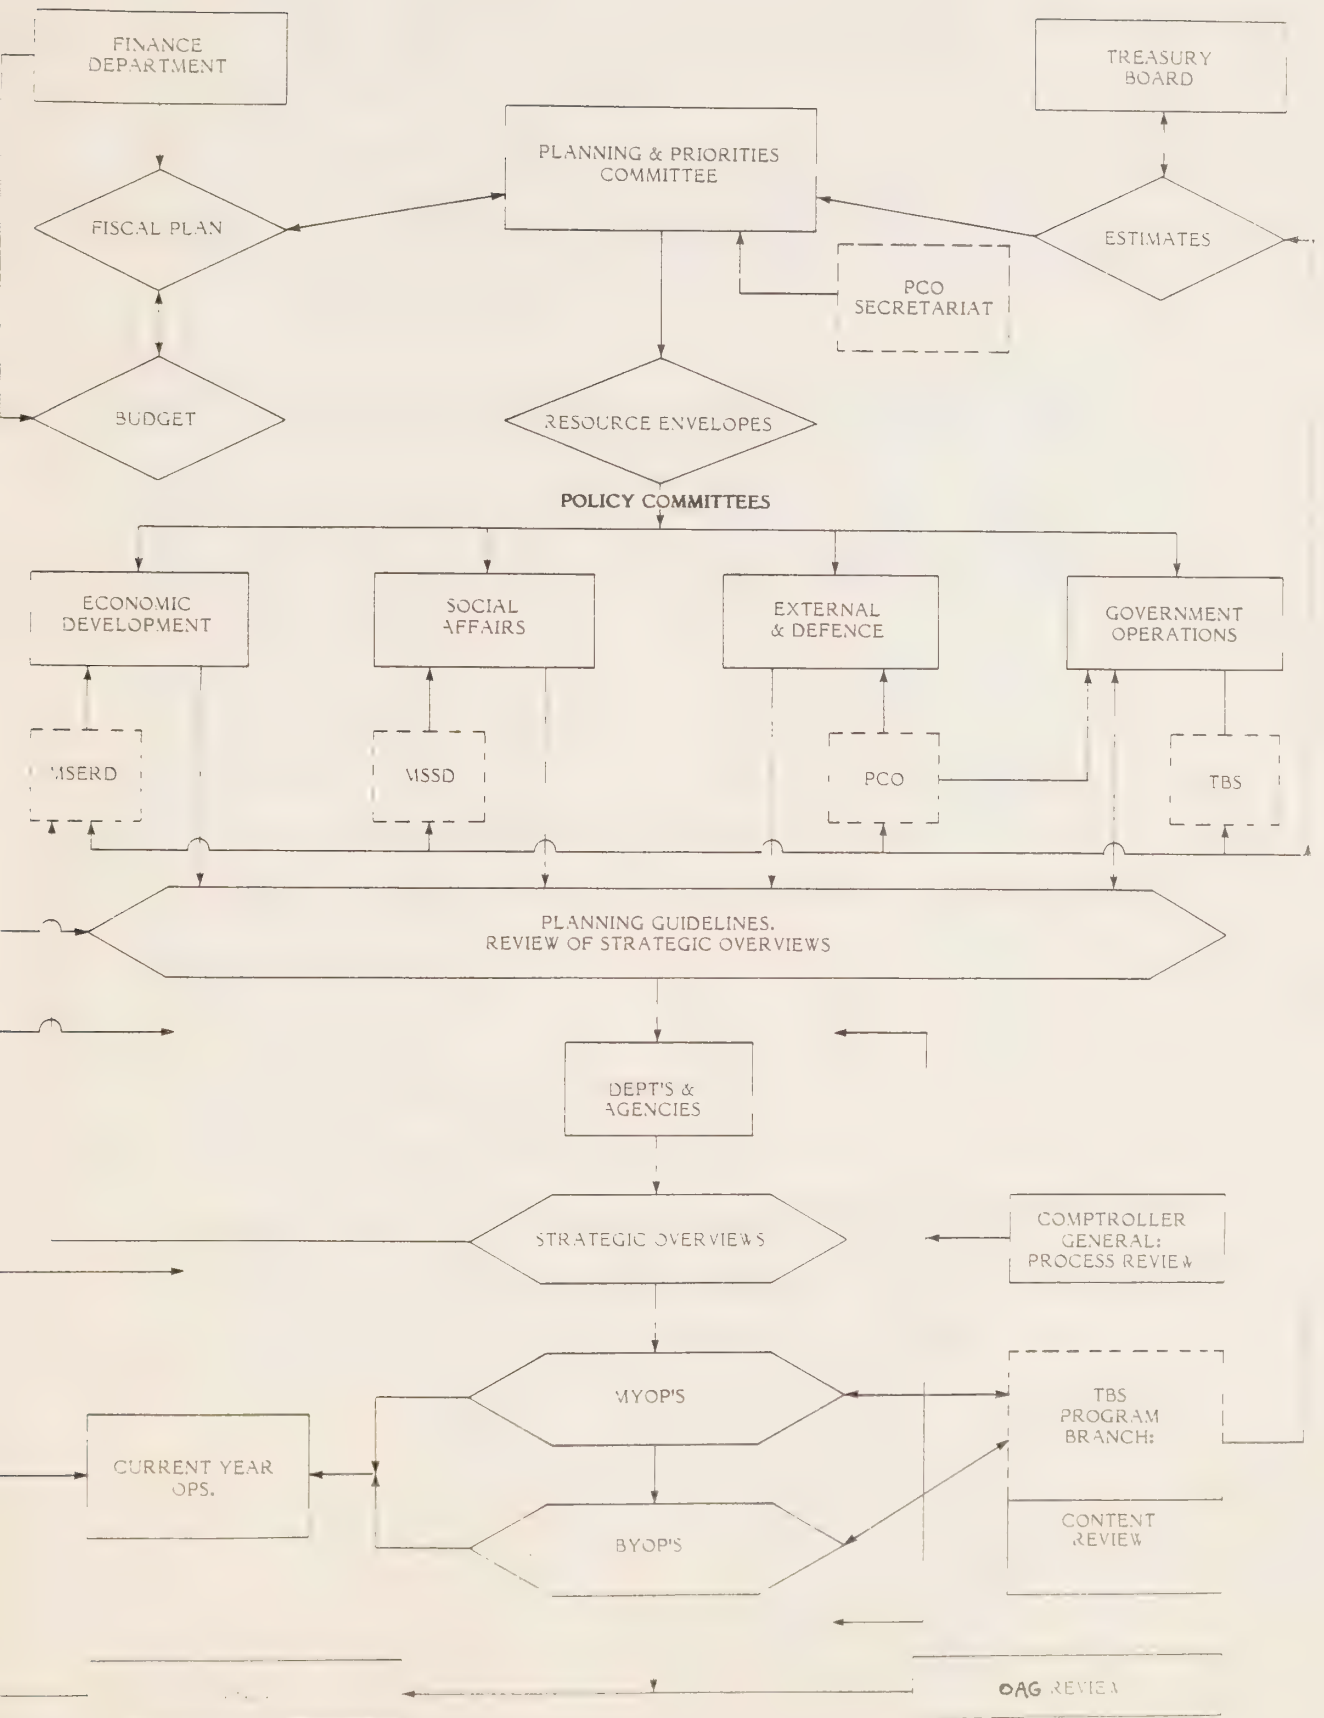 FINANCE
DEPARTMENT
TREASURY
BOARD
PLANNING & PRIORITIES
COMMITTEE
FISCAL PLAN
ESTIMATES
PCO
SECRETARIAT
BUDGET
RESOURCE ENVELOPES
POLICY COMMITTEES
ECONOMIC
DEVELOPMENT
SOCIAL
AFFAIRS
EXTERNAL
& DEFENCE
GOVERNMENT
OPERATIONS
MSERD
MSSD
PCO
TBS
PLANNING GUIDELINES.
REVIEW OF STRATEGIC OVERVIEWS
DEPT'S &
AGENCIES
STRATEGIC OVERVIEWS
COMPTROLLER
GENERAL:
PROCESS REVIEW
MYOP'S
TBS
PROGRAM
BRANCH:
CURRENT YEAR
OPS.
CONTENT
REVIEW
BYOP'S
OAG REVIEW